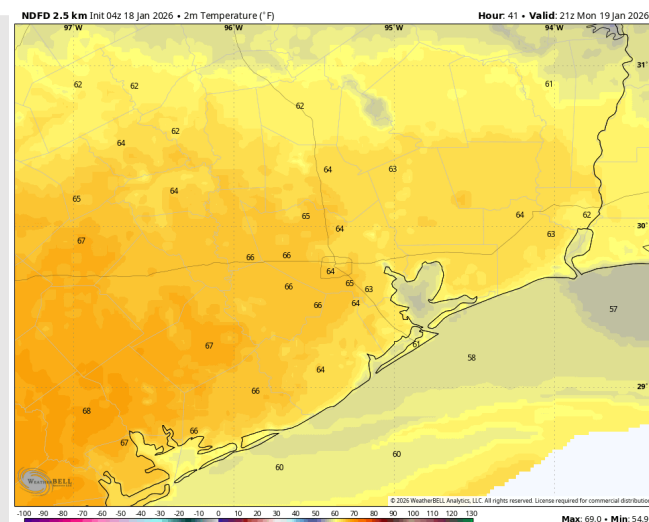 NDFD 2.5 km Init 04z 18 Jan 2026 • 2m Temperature (°F) Hour: 41 • Valid: 21z Mon 19 Jan 2026
97°W 96°W 95°W 94°W
31°
62 62 61
62
62
64
64 63
64
65
65 64 62
67 64 63
30°
66 66
64
66 65 63
66 64
57
61
67 58
64
29°
66
68
66
67
60
60
WeatherBELL
© 2026 WeatherBELL Analytics, LLC. All rights reserved. License required for commercial distribution
-100 -90 -80 -70 -60 -50 -40 -30 -20 -10 0 10 20 30 40 50 60 70 80 90 100 110 120 130
Max: 69.0 • Min: 54.9